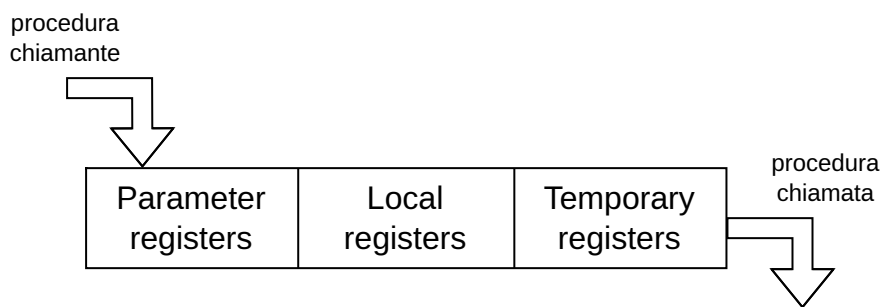 procedura
chiamante
Parameter
registers
Local
registers
Temporary
registers
procedura
chiamata